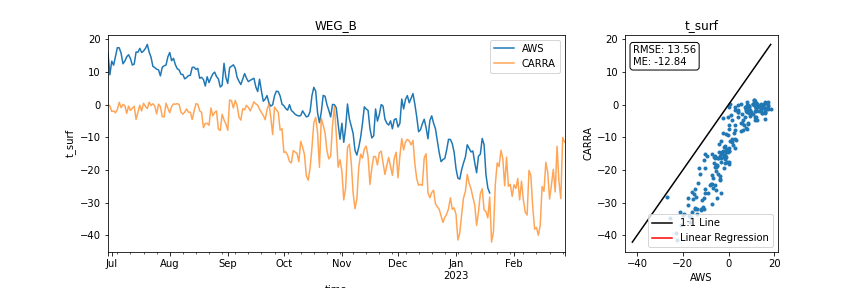 WEG_B
t_surf
20
10
0
−10
−20
−30
−40
t_surf
AWS
CARRA
Jul
Aug
Sep
Oct
Nov
Dec
Jan
2023
Feb
time
20
10
0
−10
−20
−30
−40
CARRA
RMSE: 13.56
ME: -12.84
1:1 Line
Linear Regression
−40
−20
0
20
AWS